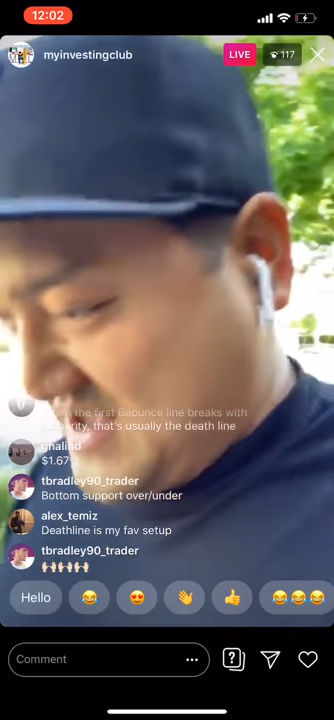 12:02
myinvestingclub
LIVE
117
the first Baounce line breaks with
that's usually the death line
ghalind
$1.67
tbradley90_trader
Bottom support over/under
alex_temiz
Deathline is my fav setup
tbradley90_trader
Hello
Comment